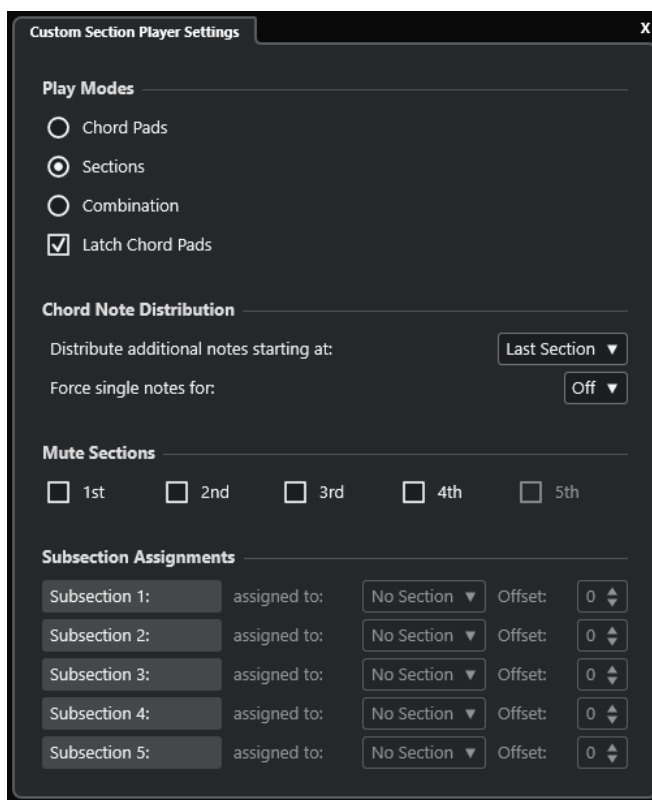 Custom Section Player Settings X
Play Modes
Chord Pads
Sections
Combination
Latch Chord Pads
Chord Note Distribution
Distribute additional notes starting at: Last Section
Force single notes for: Off
Mute Sections
1st 2nd 3rd 4th 5th
Subsection Assignments
Subsection 1: assigned to: No Section Offset: 0
Subsection 2: assigned to: No Section Offset: 0
Subsection 3: assigned to: No Section Offset: 0
Subsection 4: assigned to: No Section Offset: 0
Subsection 5: assigned to: No Section Offset: 0